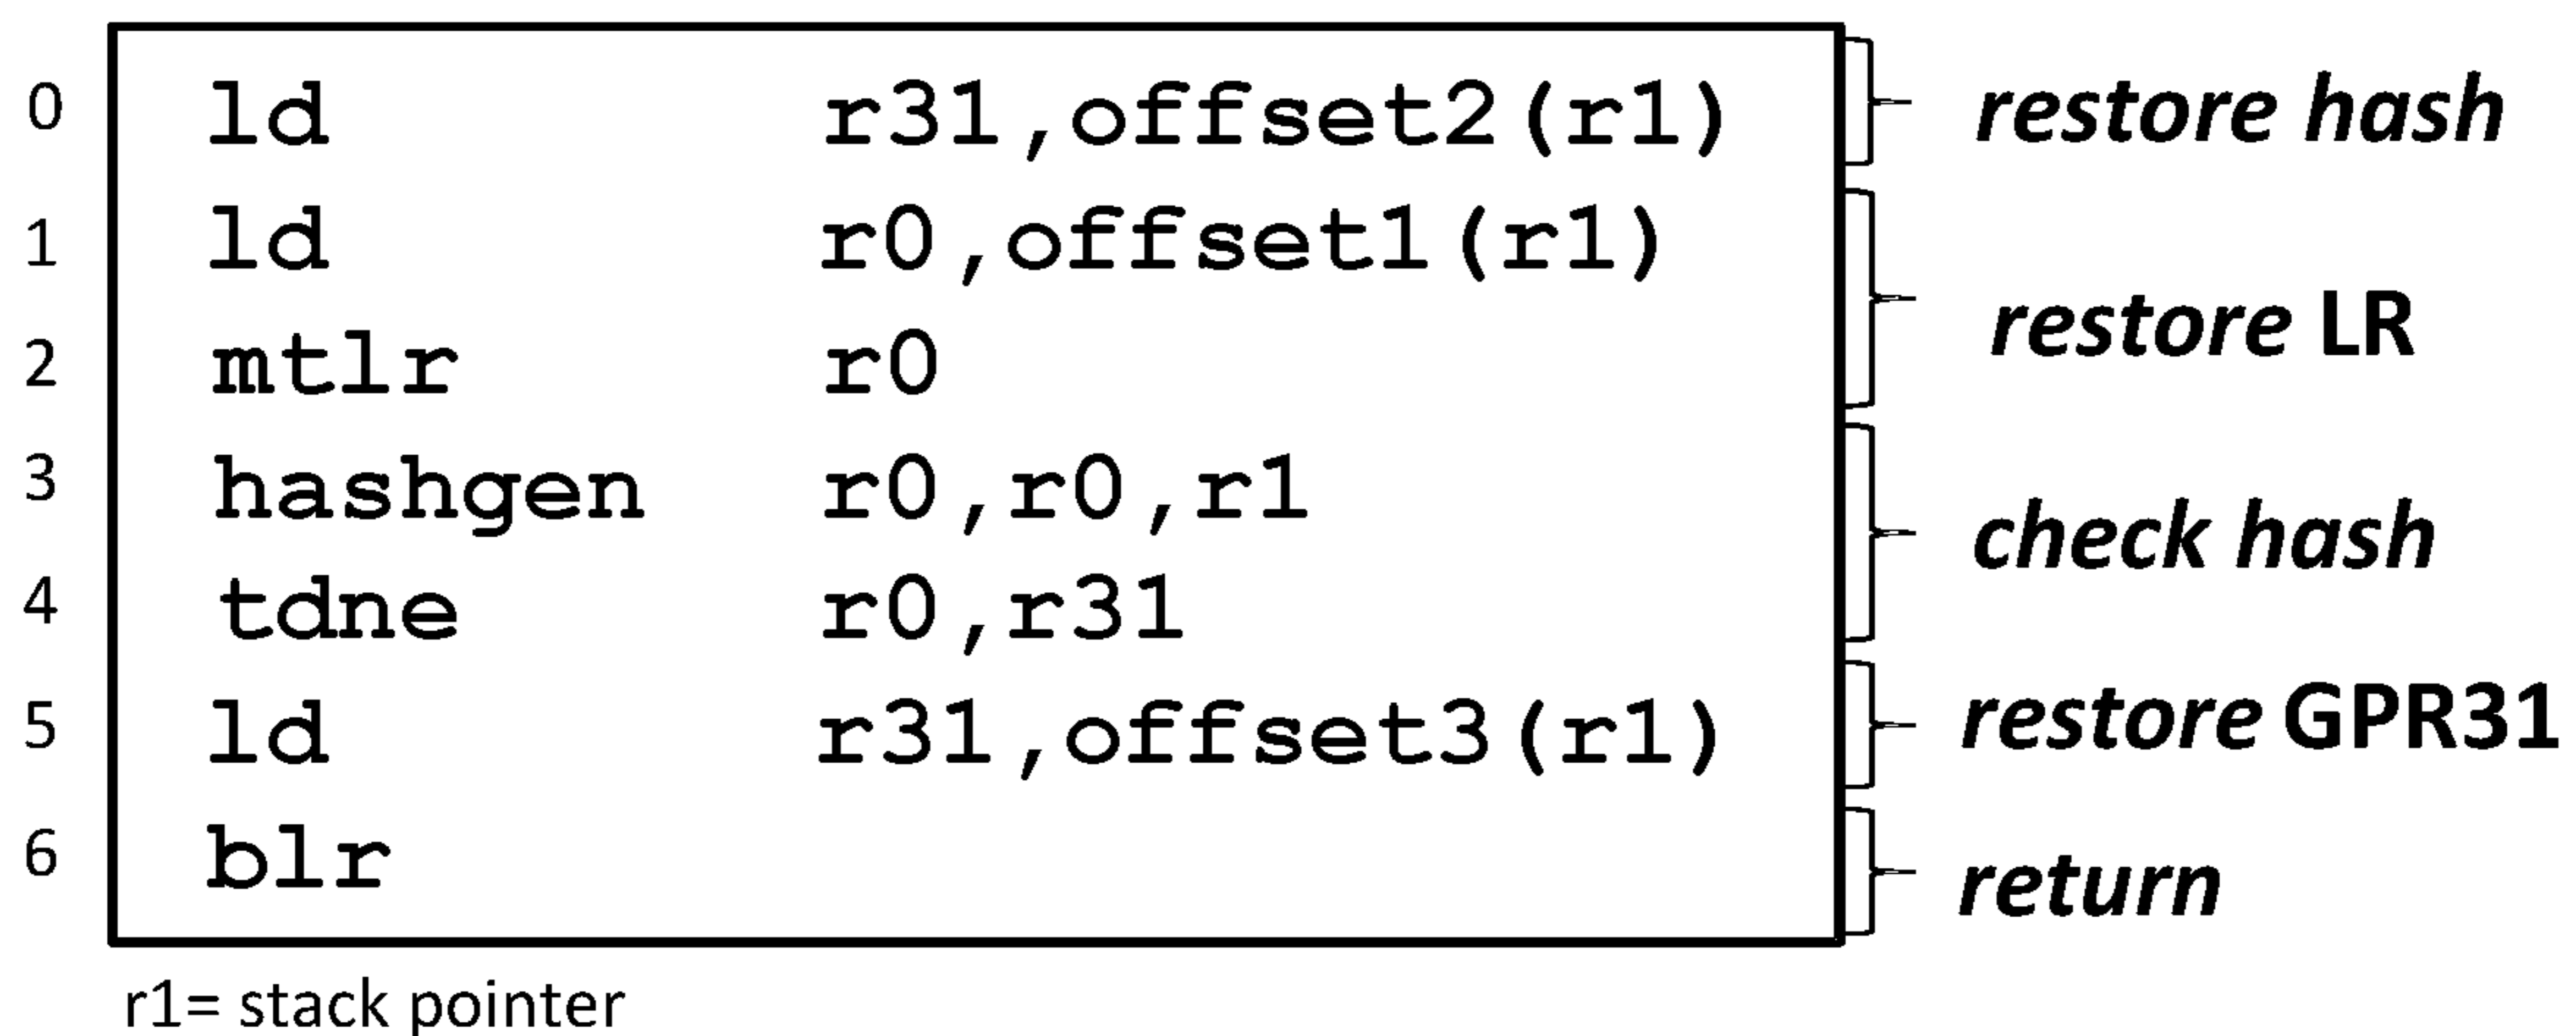 0 ld r31,offset2(r1) restore hash
1 ld r0,offset1(r1)
restore LR
2 mtlr r0
3 hashgen r0,r0,r1
check hash
4 tdne r0,r31
5 ld r31,offset3(r1) restore GPR31
6 blr return
r1= stack pointer